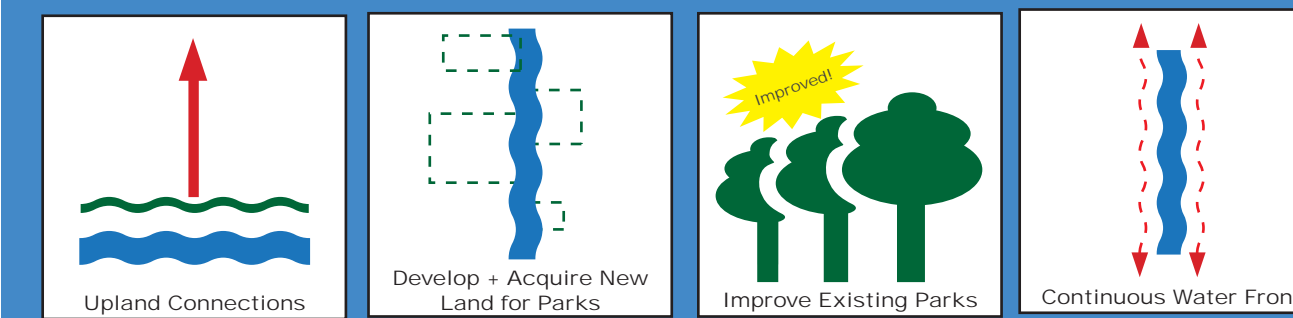 Upland Connections
Develop + Acquire New
Land for Parks
Improved!
Improve Existing Parks
Continuous Water Fron